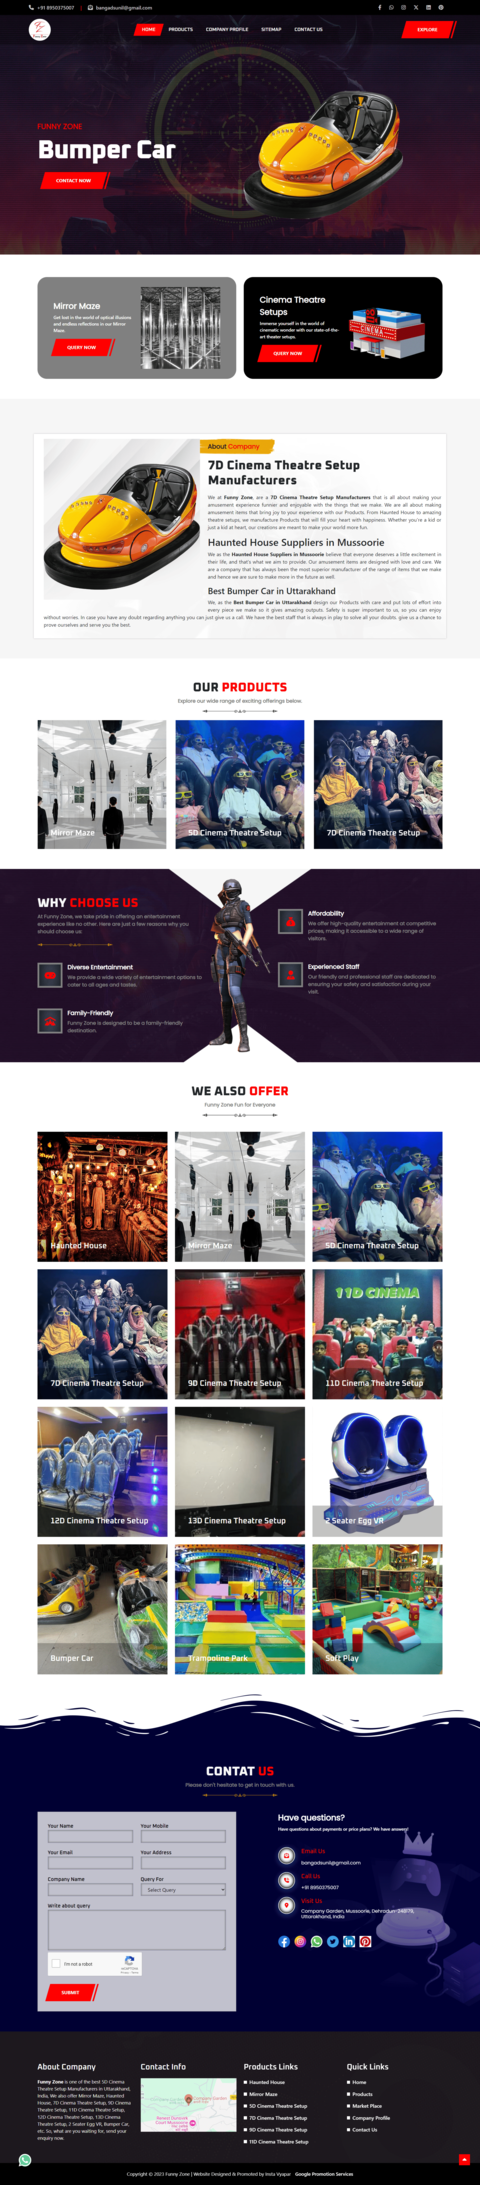 +91 8950375007
bangadsunil@gmail.com
HOME
PRODUCTS
COMPANY PROFILE
SITEMAP
CONTACT US
EXPLORE
FUNNY ZONE
Bumper Car
CONTACT NOW
Mirror Maze
Get lost in the world of optical illusions
and endless reflections in our Mirror
Maze.
QUERY NOW
Cinema Theatre
Setups
Immerse yourself in the world of
cinematic wonder with our state-of-the-
art theater setups.
QUERY NOW
CINEMA
About Company
7D Cinema Theatre Setup
Manufacturers
We at Funny Zone, are a 7D Cinema Theatre Setup Manufacturers that is all about making your
amusement experience funnier and enjoyable with the things that we make. We are all about making
amusement items that bring joy to your experience with our Products. From Haunted House to amazing
theatre setups, we manufacture Products that will fill your heart with happiness. Whether you're a kid or
just a kid at heart, our creations are meant to make your world more fun.
Haunted House Suppliers in Mussoorie
We as the Haunted House Suppliers in Mussoorie believe that everyone deserves a little excitement in
their life, and that's what we aim to provide. Our amusement items are designed with love and care. We
are a company that has always been the most superior manufacturer of the range of items that we make
and hence we are sure to make more in the future as well.
Best Bumper Car in Uttarakhand
We, as the Best Bumper Car in Uttarakhand design our Products with care and put lots of effort into
every piece we make so it gives amazing outputs. Safety is super important to us, so you can enjoy
without worries. In case you have any doubt regarding anything you can just give us a call. We have the best staff that is always in play to solve all your doubts. give us a chance to
prove ourselves and serve you the best.
OUR PRODUCTS
Explore our wide range of exciting offerings below.
Mirror Maze
5D Cinema Theatre Setup
7D Cinema Theatre Setup
WHY CHOOSE US
At Funny Zone, we take pride in offering an entertainment
experience like no other. Here are just a few reasons why you
should choose us:
Diverse Entertainment
We provide a wide variety of entertainment options to
cater to all ages and tastes.
Family-Friendly
Funny Zone is designed to be a family-friendly
destination.
Affordability
We offer high-quality entertainment at competitive
prices, making it accessible to a wide range of
visitors.
Experienced Staff
Our friendly and professional staff are dedicated to
ensuring your safety and satisfaction during your
visit.
WE ALSO OFFER
Funny Zone Fun for Everyone
Haunted House
Mirror Maze
5D Cinema Theatre Setup
7D Cinema Theatre Setup
9D Cinema Theatre Setup
11D CINEMA
11D Cinema Theatre Setup
12D Cinema Theatre Setup
13D Cinema Theatre Setup
2 Seater Egg VR
Bumper Car
Trampoline Park
Soft Play
CONTAT US
Please don't hesitate to get in touch with us.
Your Name
Your Mobile
Your Email
Your Address
Company Name
Query For
Select Query
Write about query
I'm not a robot
reCAPTCHA
SUBMIT
Have questions?
Have questions about payments or price plans? We have answers!
Email Us
bangadsunil@gmail.com
Call Us
+91 8950375007
Visit Us
Company Garden, Mussoorie, Dehradun-248179,
Uttarakhand, India
About Company
Funny Zone is one of the best 5D Cinema
Theatre Setup Manufacturers in Uttarakhand,
India, We also offer Mirror Maze, Haunted
House, 7D Cinema Theatre Setup, 9D Cinema
Theatre Setup, 11D Cinema Theatre Setup,
12D Cinema Theatre Setup, 13D Cinema
Theatre Setup, 2 Seater Egg VR, Bumper Car,
etc. So, what are you waiting for, send your
enquiry now.
Contact Info
Products Links
Haunted House
Mirror Maze
5D Cinema Theatre Setup
7D Cinema Theatre Setup
9D Cinema Theatre Setup
11D Cinema Theatre Setup
Quick Links
Home
Products
Market Place
Company Profile
Contact Us
Copyright © 2023 Funny Zone | Website Designed & Promoted by Insta Vyapar Google Promotion Services